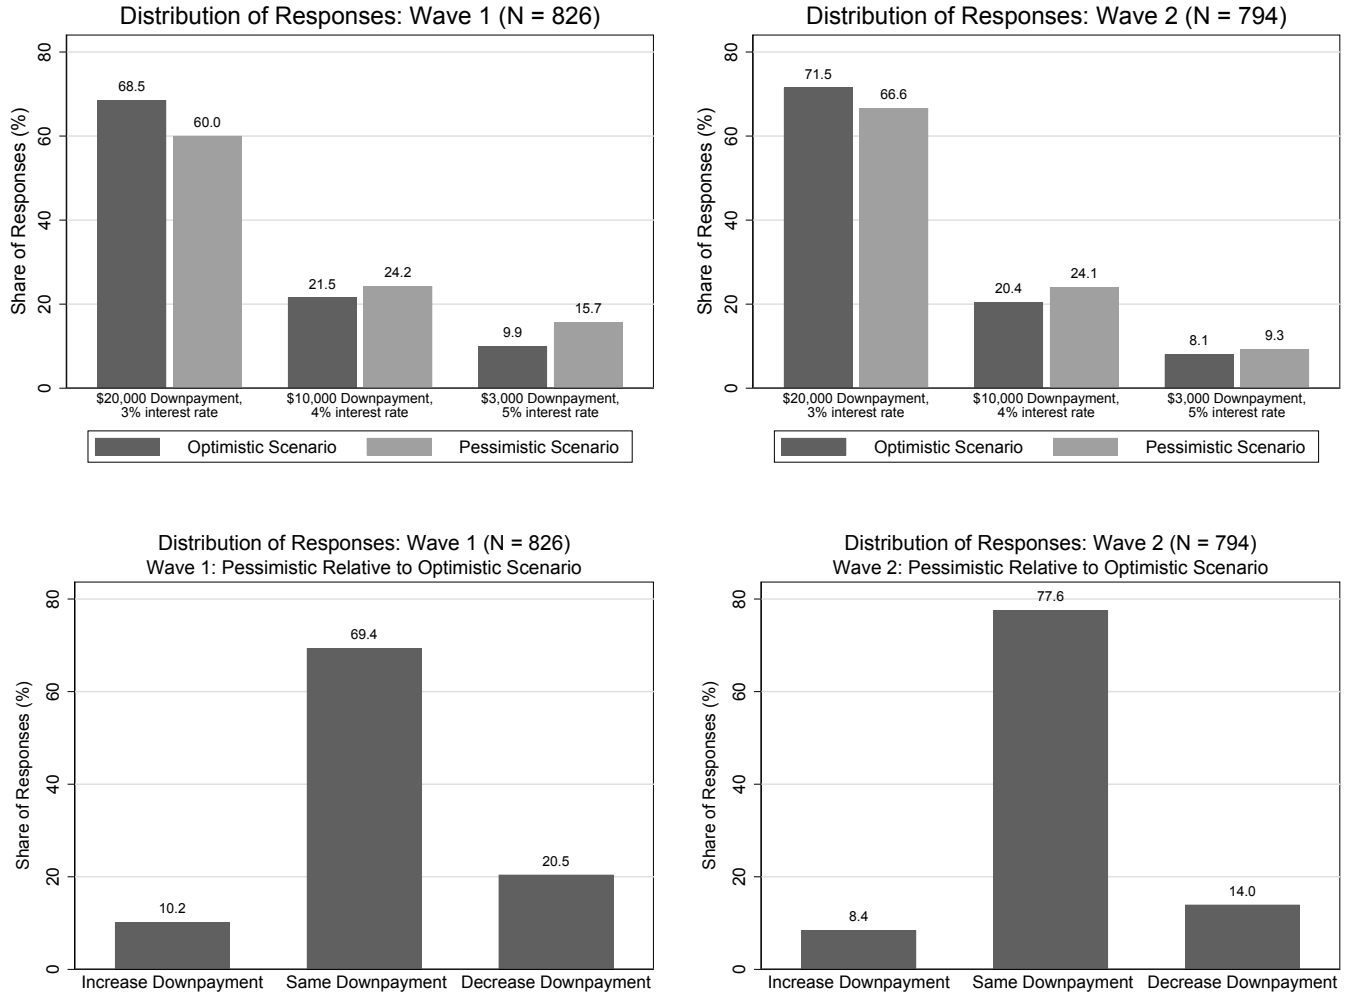 Distribution of Responses: Wave 1 (N = 826)
Share of Responses (%)
80
60
40
20
0
68.5
60.0
21.5
24.2
9.9
15.7
$20,000 Downpayment,
3% interest rate
$10,000 Downpayment,
4% interest rate
$3,000 Downpayment,
5% interest rate
Optimistic Scenario
Pessimistic Scenario
Distribution of Responses: Wave 2 (N = 794)
Share of Responses (%)
80
60
40
20
0
71.5
66.6
20.4
24.1
8.1
9.3
$20,000 Downpayment,
3% interest rate
$10,000 Downpayment,
4% interest rate
$3,000 Downpayment,
5% interest rate
Optimistic Scenario
Pessimistic Scenario
Distribution of Responses: Wave 1 (N = 826)
Wave 1: Pessimistic Relative to Optimistic Scenario
Share of Responses (%)
80
60
40
20
0
10.2
69.4
20.5
Increase Downpayment
Same Downpayment
Decrease Downpayment
Distribution of Responses: Wave 2 (N = 794)
Wave 2: Pessimistic Relative to Optimistic Scenario
Share of Responses (%)
80
60
40
20
0
8.4
77.6
14.0
Increase Downpayment
Same Downpayment
Decrease Downpayment